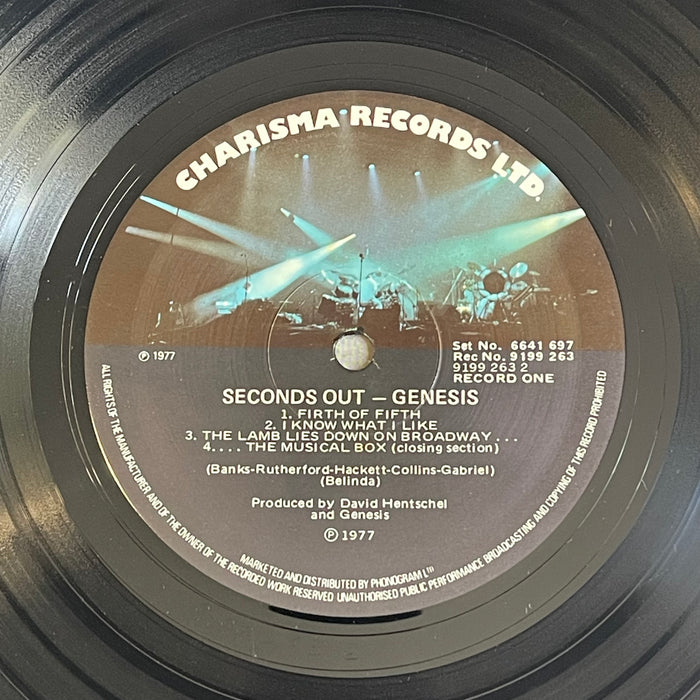 CHARISMA RECORDS LTD.
℗ 1977
Set No. 6641 697
Rec No. 9199 263
9199 263 2
RECORD ONE
SECONDS OUT – GENESIS
1. FIRTH OF FIFTH
2. I KNOW WHAT I LIKE
3. THE LAMB LIES DOWN ON BROADWAY . . .
4. . . . THE MUSICAL BOX (closing section)
(Banks-Rutherford-Hackett-Collins-Gabriel)
(Belinda)
Produced by David Hentschel
and Genesis
℗ 1977
ALL RIGHTS OF THE MANUFACTURER AND OF THE OWNER OF THE RECORDED WORK RESERVED UNAUTHORISED PUBLIC PERFORMANCE BROADCASTING AND COPYING OF THIS RECORD PROHIBITED
MARKETED AND DISTRIBUTED BY PHONOGRAM LTD